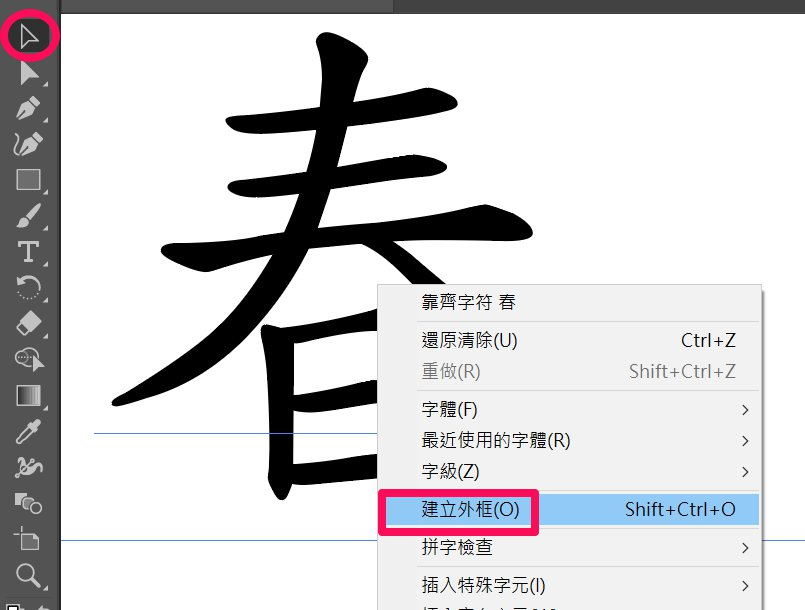 春
靠齊字符 春
還原清除(U) Ctrl+Z
重做(R) Shift+Ctrl+Z
字體(F)
最近使用的字體(R)
字級(Z)
建立外框(O) Shift+Ctrl+O
拼字檢查
插入特殊字元(I)